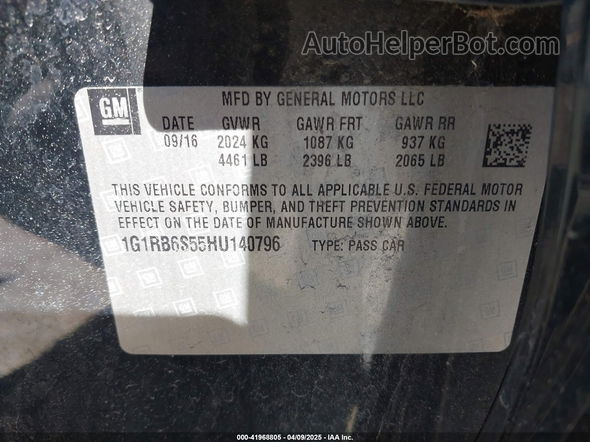 AutoHelperBot.com
GM
MFD BY GENERAL MOTORS LLC
DATE GVWR GAWR FRT GAWR RR
09/16 2024 KG 1087 KG 937 KG
4461 LB 2396 LB 2065 LB
THIS VEHICLE CONFORMS TO ALL APPLICABLE U.S. FEDERAL MOTOR
VEHICLE SAFETY, BUMPER, AND THEFT PREVENTION STANDARDS IN
EFFECT ON THE DATE OF MANUFACTURE SHOWN ABOVE.
1G1RB6S55HU140796 TYPE: PASS CAR
000-41968805 - 04/09/2025 - IAA Inc.